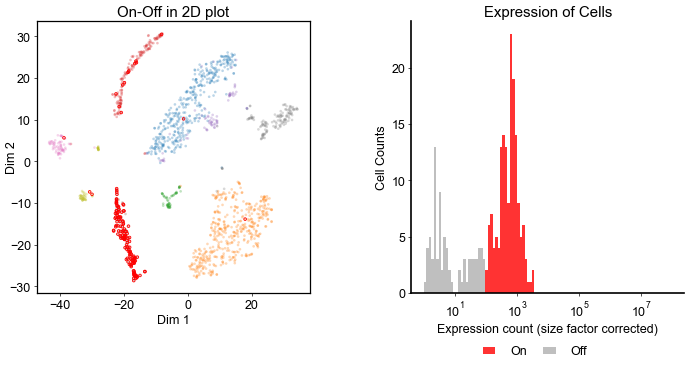 On-Off in 2D plot
30
20
10
0
−10
−20
−30
Dim 2
−40
−20
0
20
Dim 1
Expression of Cells
20
15
10
5
0
Cell Counts
10^1
10^3
10^5
10^7
Expression count (size factor corrected)
On
Off